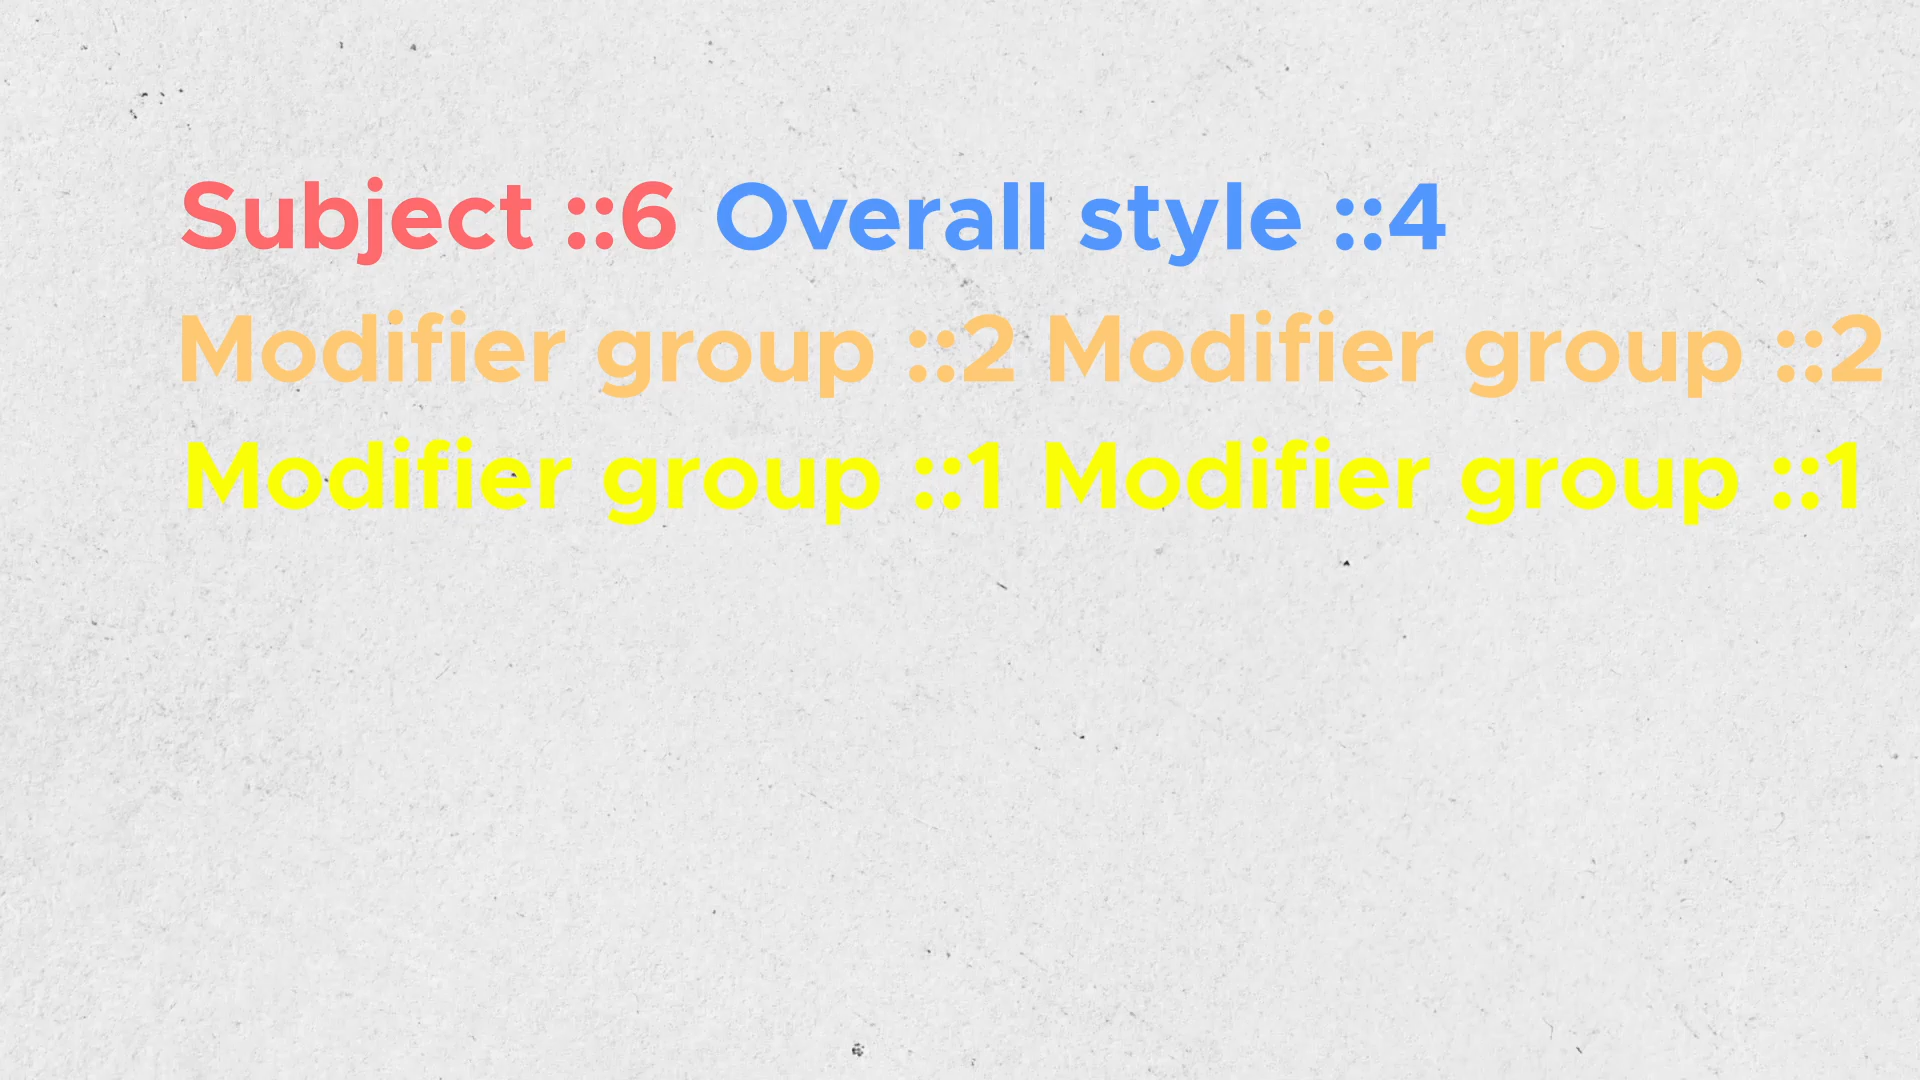 Subject ::6 Overall style ::4
Modifier group ::2 Modifier group ::2
Modifier group ::1 Modifier group ::1